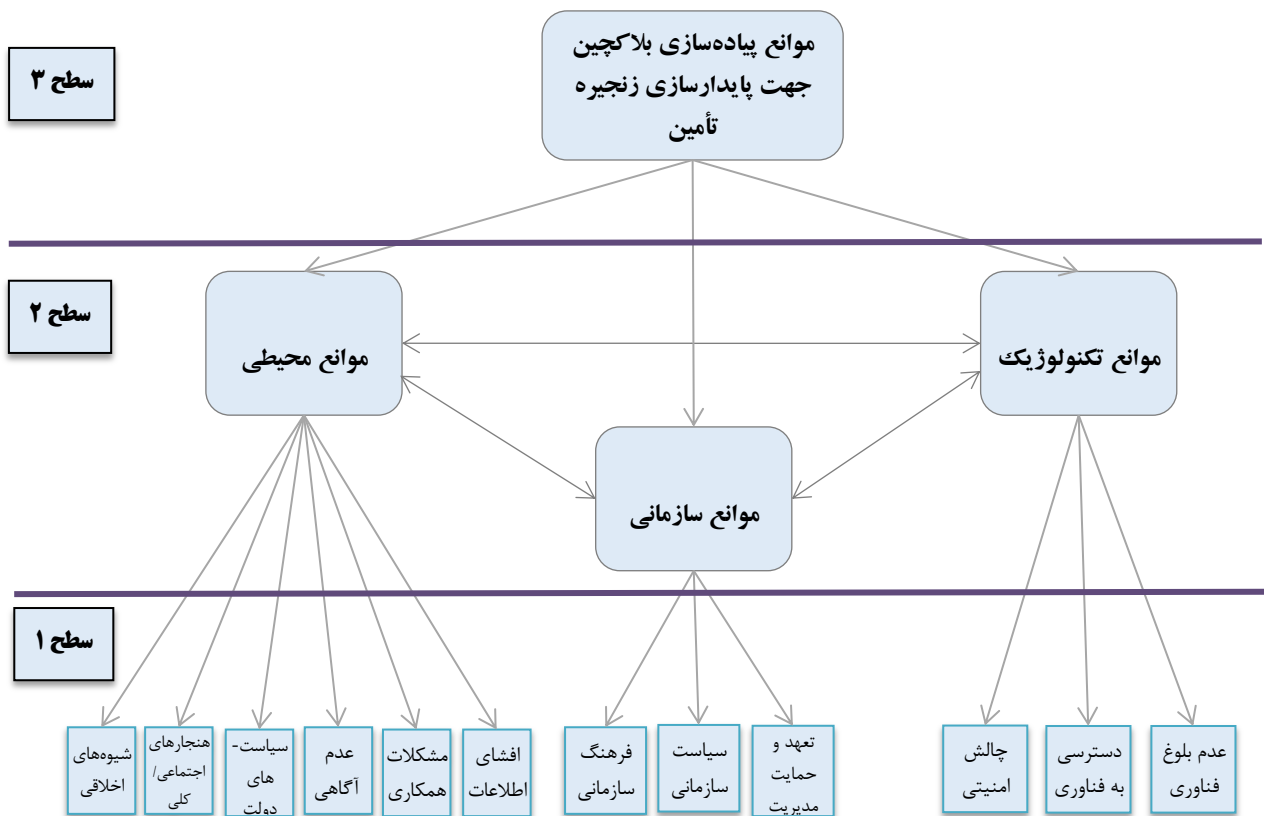 موانع پیاده‌سازی بلاکچین
جهت پایدارسازی زنجیره
تأمین
سطح ۳
سطح ۲
موانع تکنولوژیک
موانع محیطی
موانع سازمانی
سطح ۱
عدم بلوغ
فناوری
دسترسی
به فناوری
چالش
امنیتی
تعهد و
حمایت
مدیریت
سیاست
سازمانی
فرهنگ
سازمانی
افشای
اطلاعات
مشکلات
همکاری
عدم
آگاهی
سیاست-
های
دولت
هنجارهای
اجتماعی/
کلی
شیوه‌های
اخلاقی